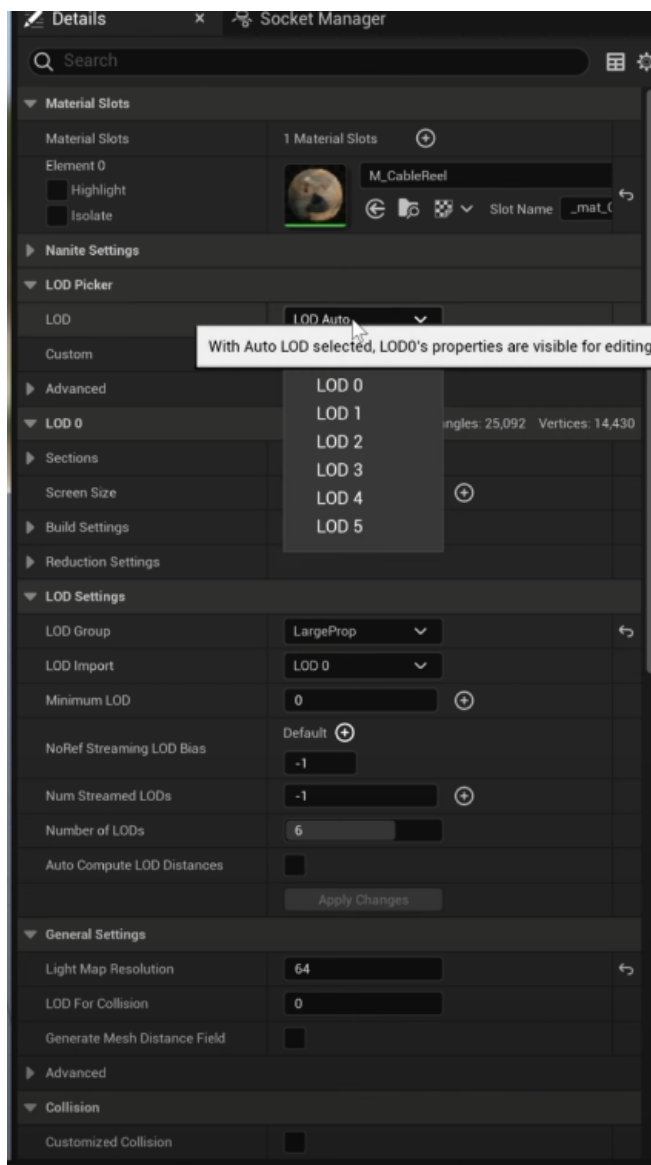 Details × Socket Manager
Search
Material Slots
Material Slots 1 Material Slots
Element 0
Highlight
Isolate
M_CableReel
Slot Name _mat_0
Nanite Settings
LOD Picker
LOD LOD Auto
With Auto LOD selected, LOD0's properties are visible for editing
Custom
Advanced
LOD 0
LOD 1
LOD 2
LOD 3
LOD 4
LOD 5
LOD 0 angles: 25,092 Vertices: 14,430
Sections
Screen Size
Build Settings
Reduction Settings
LOD Settings
LOD Group LargeProp
LOD Import LOD 0
Minimum LOD 0
NoRef Streaming LOD Bias Default
-1
Num Streamed LODs -1
Number of LODs 6
Auto Compute LOD Distances
Apply Changes
General Settings
Light Map Resolution 64
LOD For Collision 0
Generate Mesh Distance Field
Advanced
Collision
Customized Collision